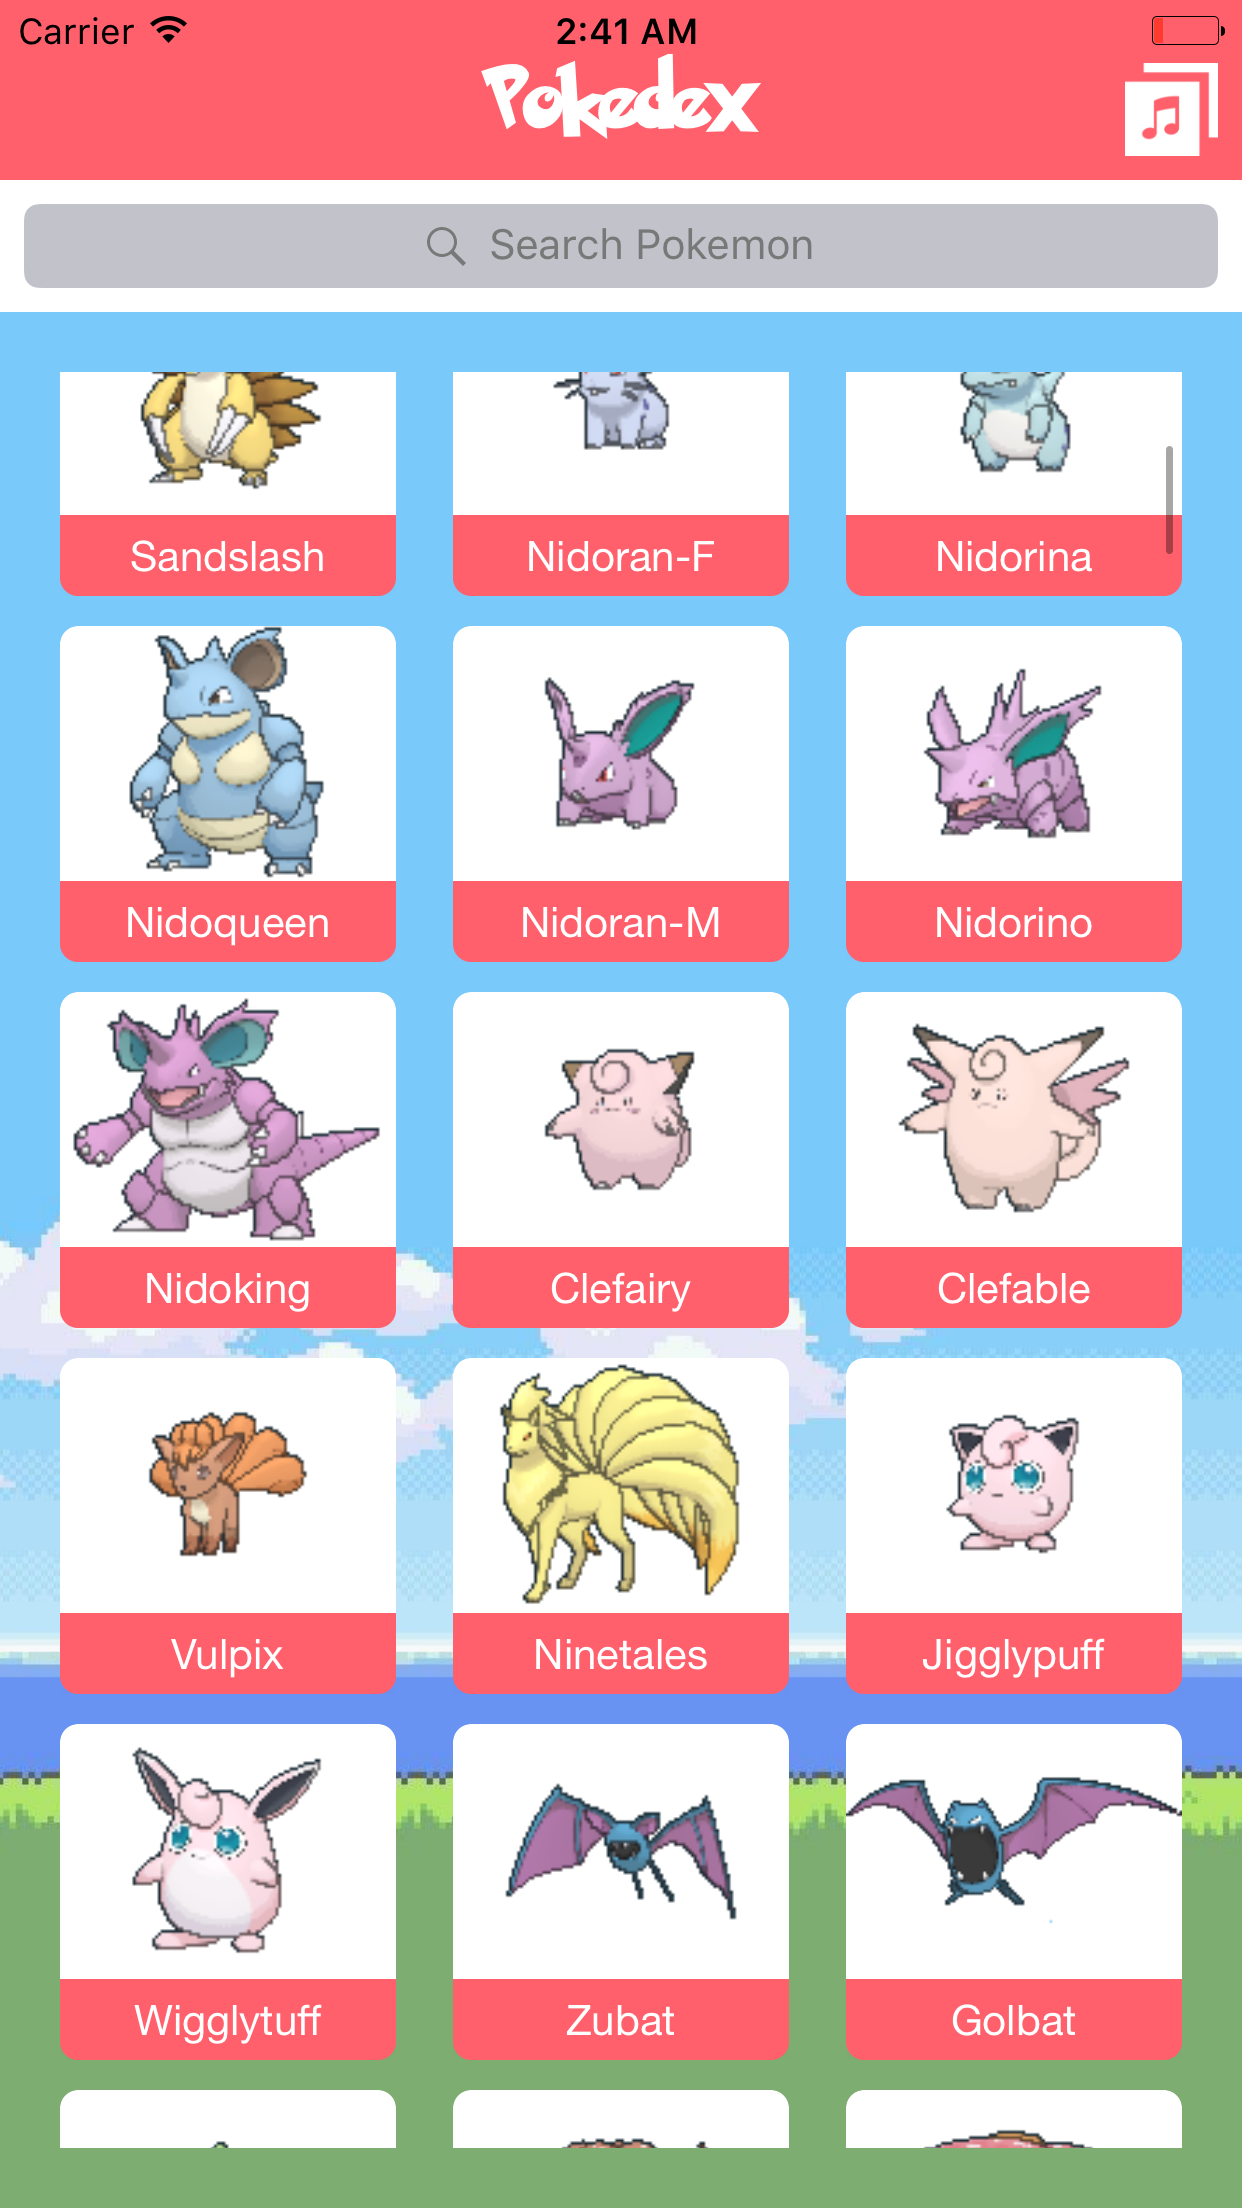 Carrier 2:41 AM
Pokedex
Search Pokemon
Sandslash Nidoran-F Nidorina
Nidoqueen Nidoran-M Nidorino
Nidoking Clefairy Clefable
Vulpix Ninetales Jigglypuff
Wigglytuff Zubat Golbat